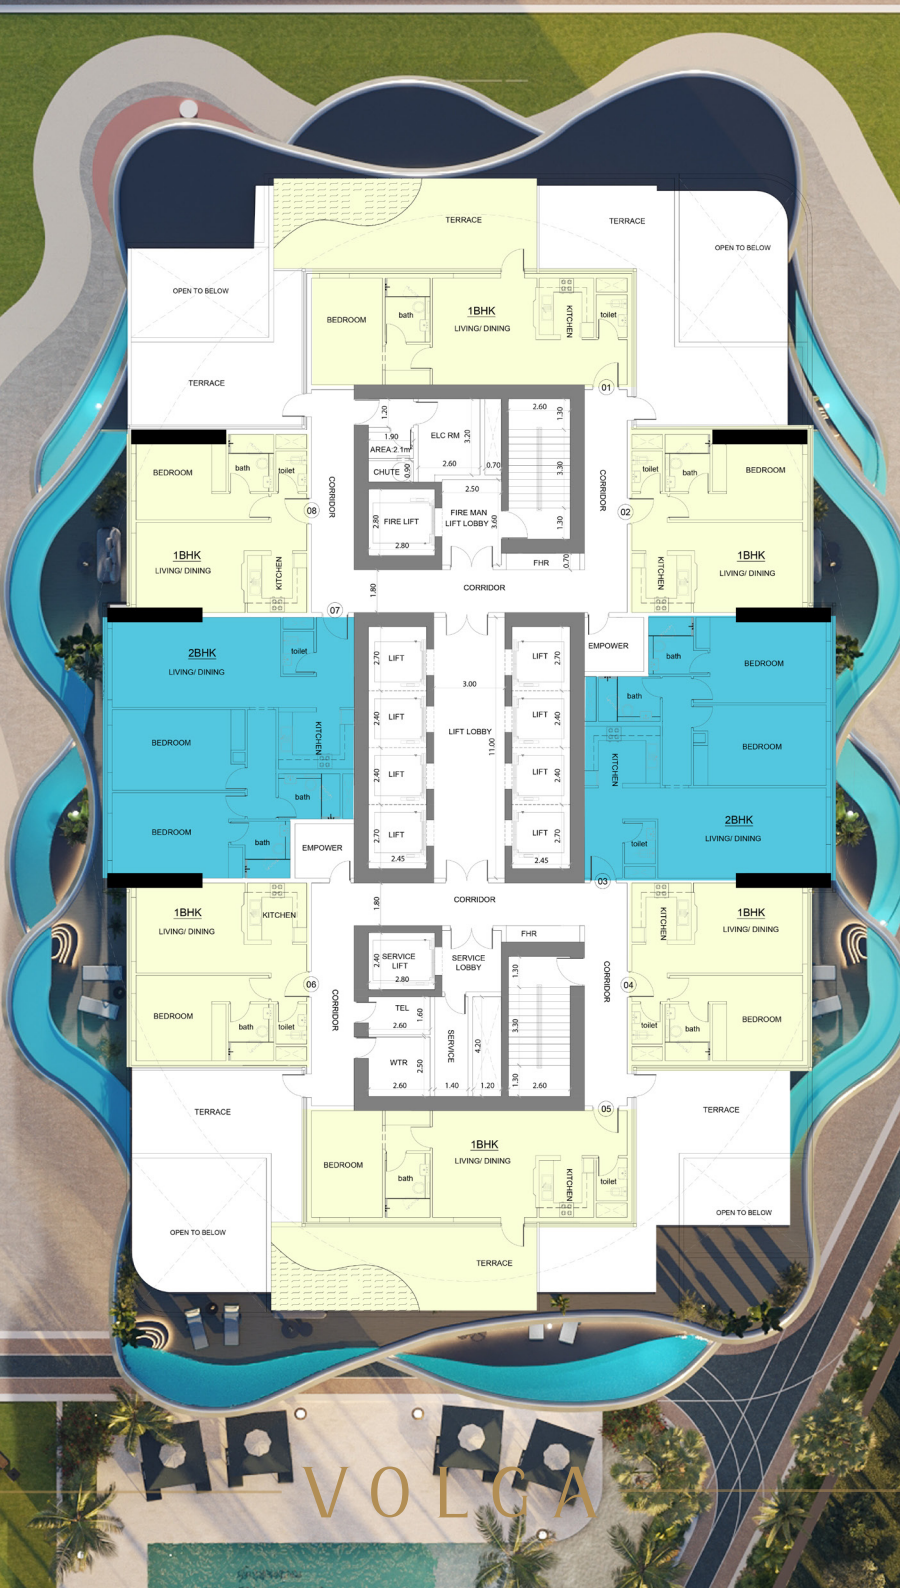 TERRACE
TERRACE
OPEN TO BELOW
OPEN TO BELOW
BEDROOM
bath
1BHK
LIVING/ DINING
KITCHEN
toilet
TERRACE
01
1.20
1.90
AREA:2.1m²
CHUTE
0.90
ELC RM
3.20
2.60
0.70
2.60
1.30
3.30
1.30
BEDROOM
bath
toilet
08
CORRIDOR
1BHK
LIVING/ DINING
KITCHEN
2.80
FIRE LIFT
2.80
2.50
FIRE MAN
LIFT LOBBY
3.60
FHR
0.70
CORRIDOR
02
toilet
bath
BEDROOM
KITCHEN
1BHK
LIVING/ DINING
1.80
CORRIDOR
07
2BHK
LIVING/ DINING
toilet
BEDROOM
KITCHEN
BEDROOM
bath
bath
EMPOWER
LIFT
2.70
LIFT
2.40
LIFT
2.40
LIFT
2.70
2.45
3.00
LIFT LOBBY
11.00
LIFT
2.70
LIFT
2.40
LIFT
2.40
LIFT
2.70
2.45
EMPOWER
bath
BEDROOM
bath
KITCHEN
BEDROOM
2BHK
LIVING/ DINING
toilet
03
1.80
CORRIDOR
1BHK
LIVING/ DINING
KITCHEN
06
BEDROOM
bath
toilet
CORRIDOR
2.40
SERVICE
LIFT
2.80
SERVICE
LOBBY
FHR
TEL
1.60
2.60
WTR
2.50
2.60
SERVICE
1.40
4.20
1.20
1.30
3.30
1.30
2.60
CORRIDOR
04
KITCHEN
1BHK
LIVING/ DINING
toilet
bath
BEDROOM
05
TERRACE
TERRACE
BEDROOM
bath
1BHK
LIVING/ DINING
KITCHEN
toilet
OPEN TO BELOW
OPEN TO BELOW
TERRACE
VOLGA